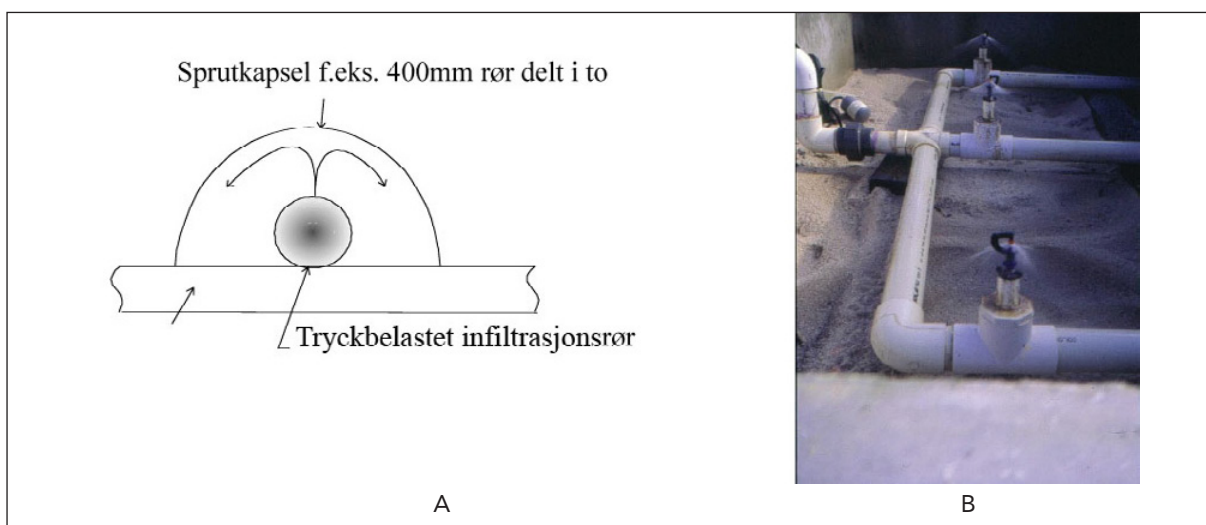 Sprutkapsel f.eks. 400mm rør delt i to
Tryckbelastet infiltrasjonsrør
A
B